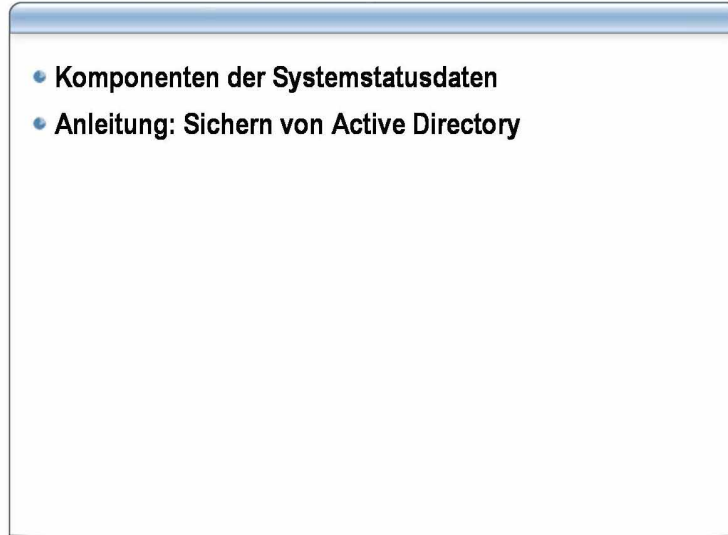 Komponenten der Systemstatusdaten
Anleitung: Sichern von Active Directory